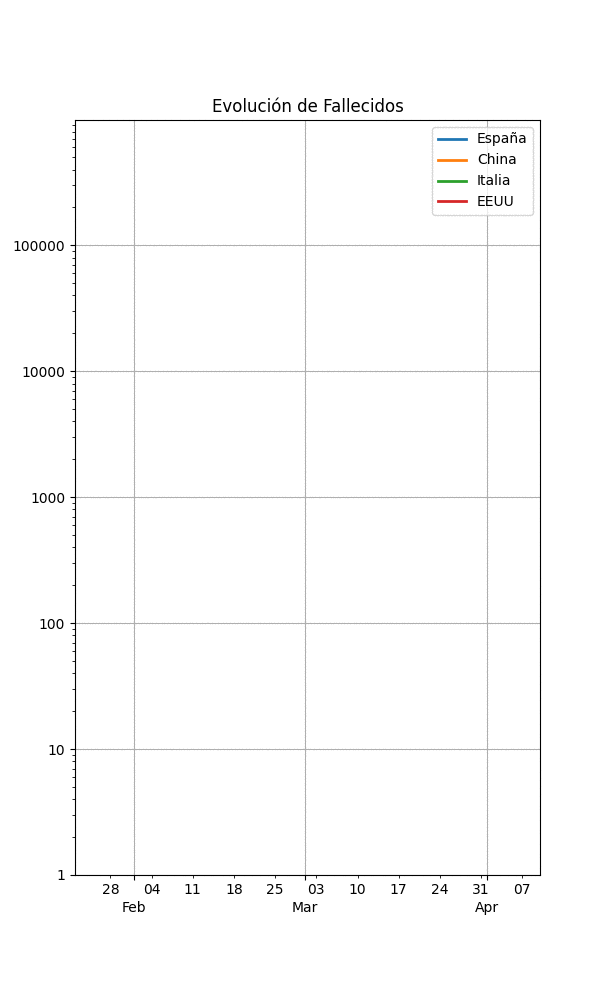 Evolución de Fallecidos
España
China
Italia
EEUU
100000
10000
1000
100
10
1
28 04 11 18 25 03 10 17 24 31 07
Feb Mar Apr